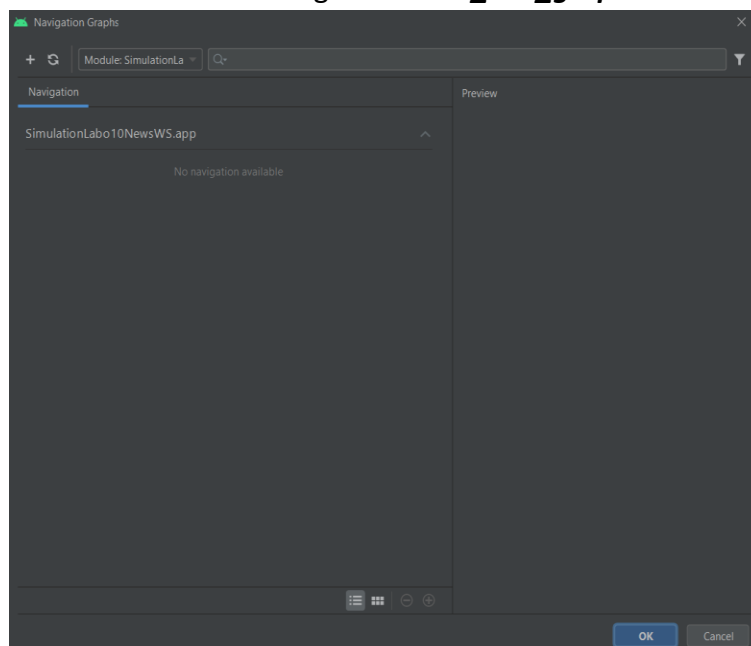 Navigation Graphs
Module: SimulationLa
Navigation
Preview
SimulationLabo10NewsWS.app
No navigation available
OK
Cancel